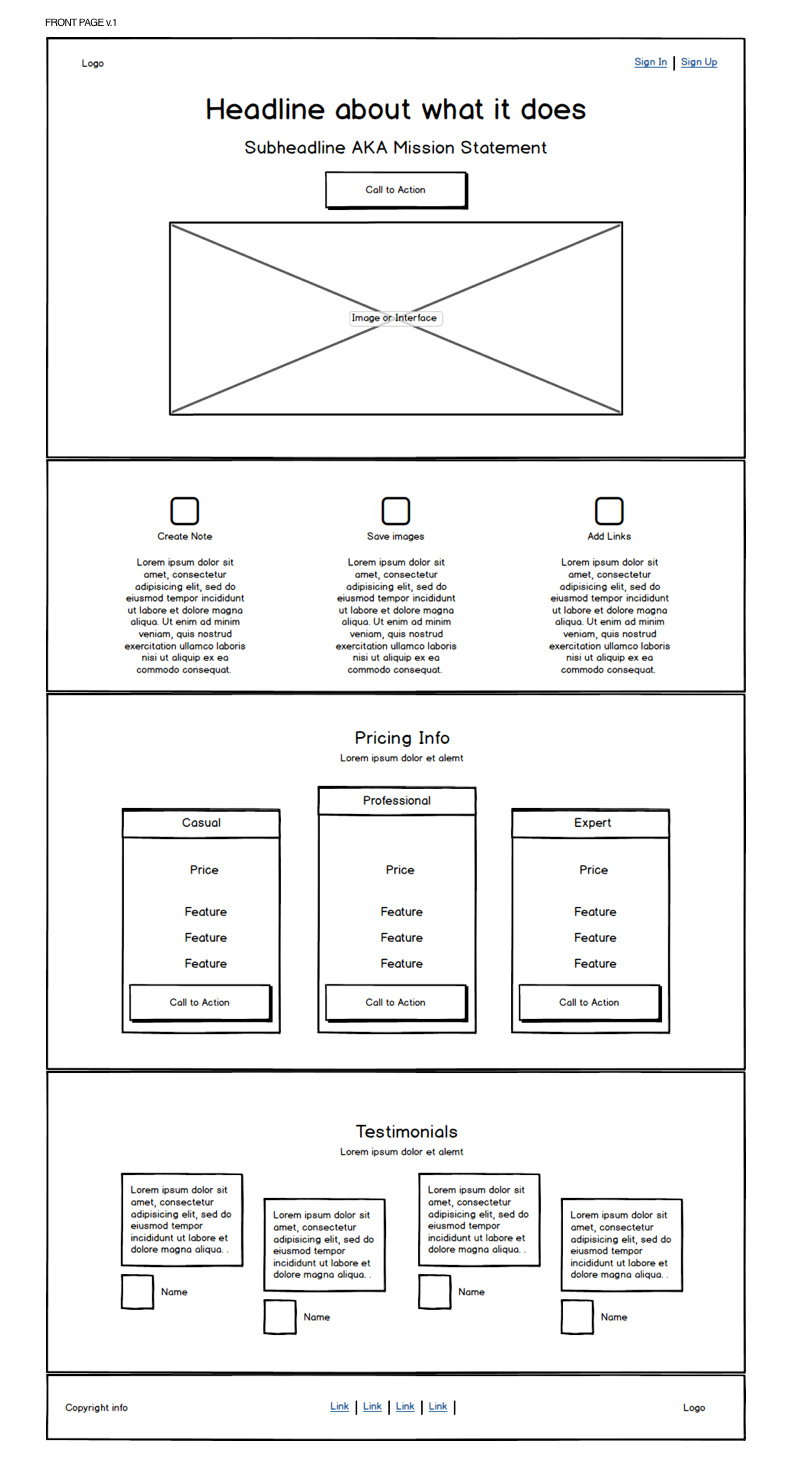 FRONT PAGE v.1
Logo
Sign In
Sign Up
Headline about what it does
Subheadline AKA Mission Statement
Call to Action
Image or Interface
Create Note
Lorem ipsum dolor sit
amet, consectetur
adipisicing elit, sed do
eiusmod tempor incididunt
ut labore et dolore magna
aliqua. Ut enim ad minim
veniam, quis nostrud
exercitation ullamco laboris
nisi ut aliquip ex ea
commodo consequat.
Save images
Lorem ipsum dolor sit
amet, consectetur
adipisicing elit, sed do
eiusmod tempor incididunt
ut labore et dolore magna
aliqua. Ut enim ad minim
veniam, quis nostrud
exercitation ullamco laboris
nisi ut aliquip ex ea
commodo consequat.
Add Links
Lorem ipsum dolor sit
amet, consectetur
adipisicing elit, sed do
eiusmod tempor incididunt
ut labore et dolore magna
aliqua. Ut enim ad minim
veniam, quis nostrud
exercitation ullamco laboris
nisi ut aliquip ex ea
commodo consequat.
Pricing Info
Lorem ipsum dolor et alemt
Casual
Price
Feature
Feature
Feature
Call to Action
Professional
Price
Feature
Feature
Feature
Call to Action
Expert
Price
Feature
Feature
Feature
Call to Action
Testimonials
Lorem ipsum dolor et alemt
Lorem ipsum dolor sit
amet, consectetur
adipisicing elit, sed do
eiusmod tempor
incididunt ut labore et
dolore magna aliqua. .
Name
Lorem ipsum dolor sit
amet, consectetur
adipisicing elit, sed do
eiusmod tempor
incididunt ut labore et
dolore magna aliqua. .
Name
Lorem ipsum dolor sit
amet, consectetur
adipisicing elit, sed do
eiusmod tempor
incididunt ut labore et
dolore magna aliqua. .
Name
Lorem ipsum dolor sit
amet, consectetur
adipisicing elit, sed do
eiusmod tempor
incididunt ut labore et
dolore magna aliqua. .
Name
Copyright info
Link
Link
Link
Link
Logo